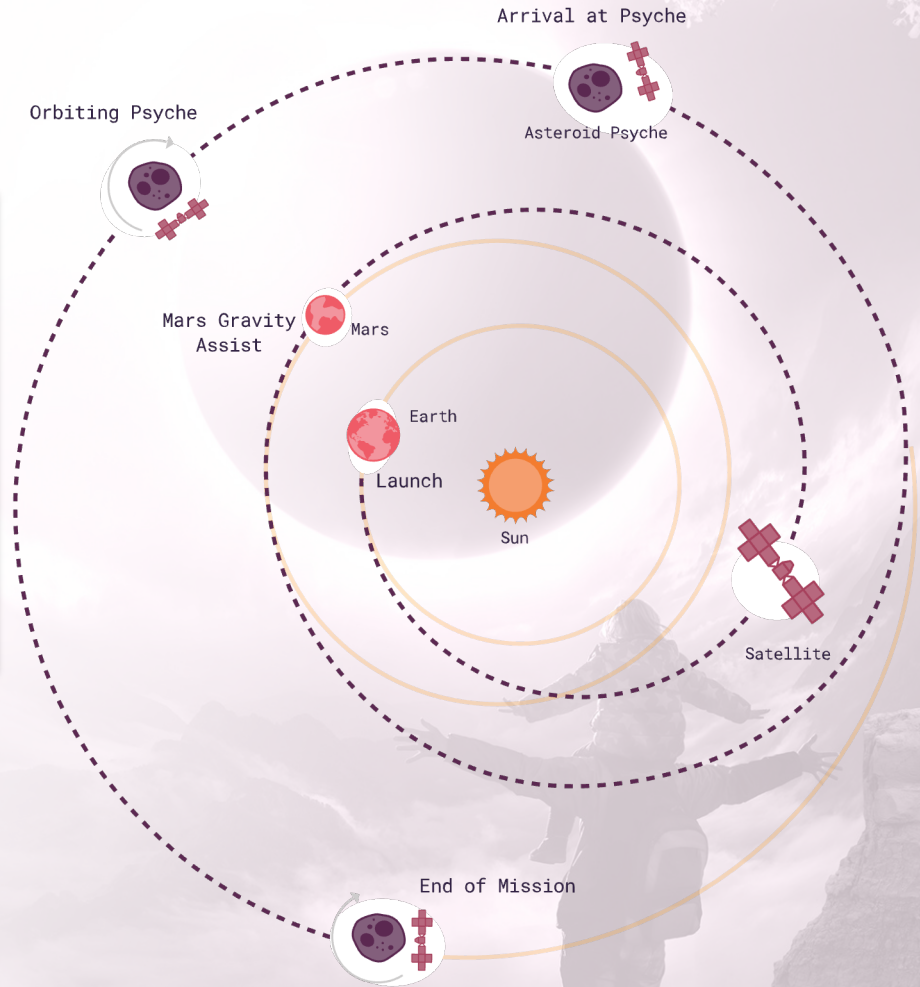 Arrival at Psyche
Asteroid Psyche
Orbiting Psyche
Mars Gravity
Assist
Mars
Earth
Launch
Sun
Satellite
End of Mission